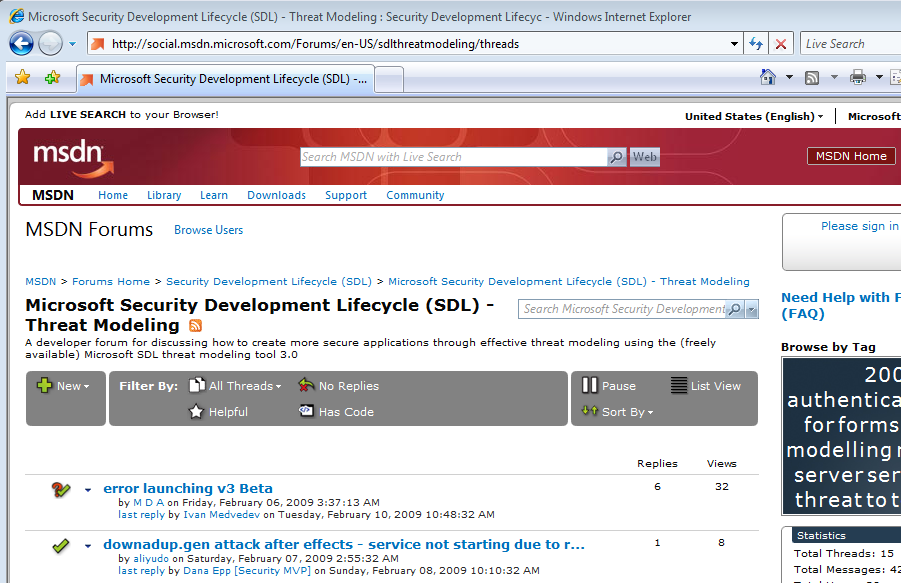 Microsoft Security Development Lifecycle (SDL) - Threat Modeling : Security Development Lifecyc - Windows Internet Explorer
http://social.msdn.microsoft.com/Forums/en-US/sdlthreatmodeling/threads
Live Search
Microsoft Security Development Lifecycle (SDL) -...
Add LIVE SEARCH to your Browser!
United States (English)
Microsoft
msdn
Search MSDN with Live Search
Web
MSDN Home
MSDN Home Library Learn Downloads Support Community
MSDN Forums Browse Users
Please sign in
MSDN > Forums Home > Security Development Lifecycle (SDL) > Microsoft Security Development Lifecycle (SDL) - Threat Modeling
Microsoft Security Development Lifecycle (SDL) -
Threat Modeling
Search Microsoft Security Development
Need Help with F
(FAQ)
A developer forum for discussing how to create more secure applications through effective threat modeling using the (freely
available) Microsoft SDL threat modeling tool 3.0
Browse by Tag
New
Filter By: All Threads No Replies
Helpful Has Code
Pause List View
Sort By
200
authentica
for forms
modelling
server ser
threat to t
Replies Views
error launching v3 Beta 6 32
by M D A on Friday, February 06, 2009 3:37:13 AM
last reply by Ivan Medvedev on Tuesday, February 10, 2009 10:48:32 AM
downadup.gen attack after effects - service not starting due to r... 1 8
by aliyudo on Saturday, February 07, 2009 2:55:32 AM
last reply by Dana Epp [Security MVP] on Sunday, February 08, 2009 10:10:32 AM
Statistics
Total Threads: 15
Total Messages: 42